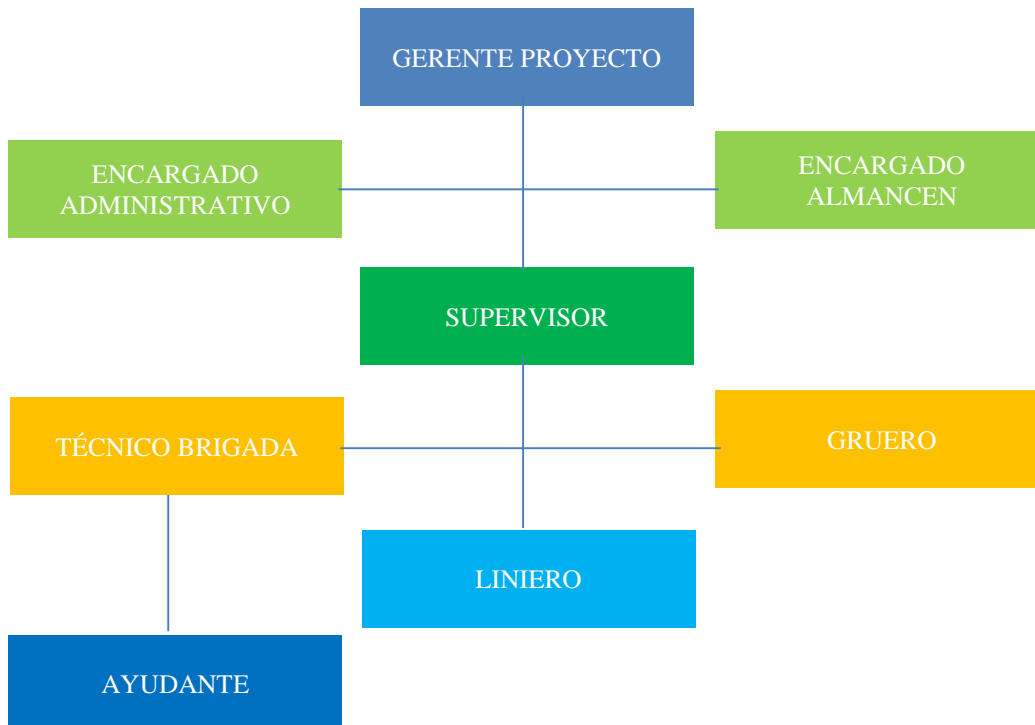 GERENTE PROYECTO
ENCARGADO
ADMINISTRATIVO
ENCARGADO
ALMANCEN
SUPERVISOR
TÉCNICO BRIGADA
GRUERO
LINIERO
AYUDANTE